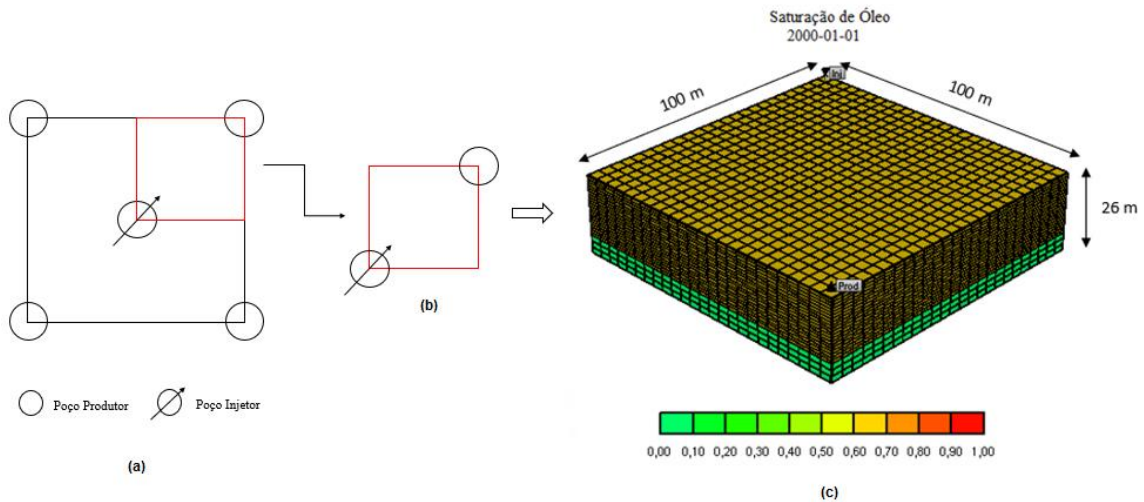 Saturação de Óleo
2000-01-01
Inj
100 m
100 m
26 m
Prod
(b)
Poço Produtor
Poço Injetor
0,00 0,10 0,20 0,30 0,40 0,50 0,60 0,70 0,80 0,90 1,00
(a)
(c)